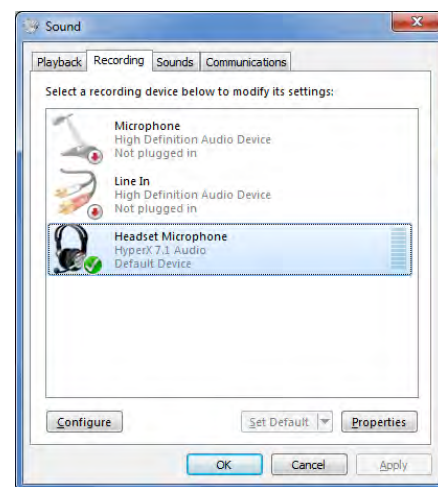 Sound
Playback Recording Sounds Communications
Select a recording device below to modify its settings:
Microphone
High Definition Audio Device
Not plugged in
Line In
High Definition Audio Device
Not plugged in
Headset Microphone
HyperX 7.1 Audio
Default Device
Configure Set Default Properties
OK Cancel Apply